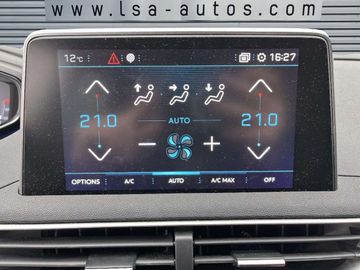 www.lsa-autos.com
12°C 16:27
21.0 AUTO 21.0
OPTIONS A/C AUTO A/C MAX OFF